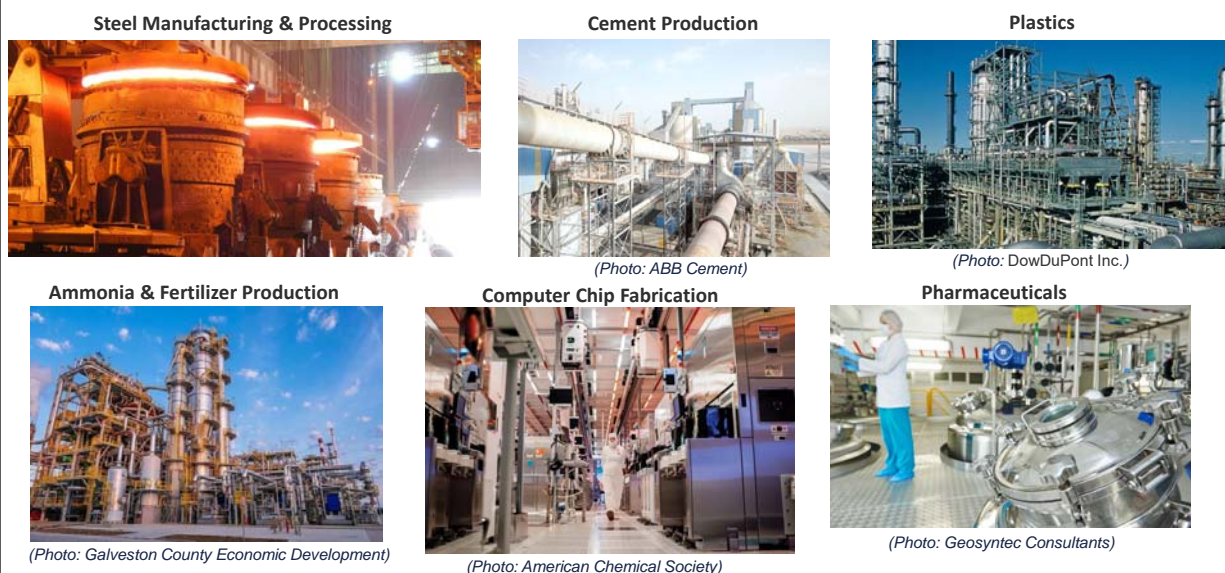 Steel Manufacturing & Processing
Cement Production
Plastics
(Photo: ABB Cement)
(Photo: DowDuPont Inc.)
Ammonia & Fertilizer Production
Computer Chip Fabrication
Pharmaceuticals
(Photo: Galveston County Economic Development)
(Photo: American Chemical Society)
(Photo: Geosyntec Consultants)